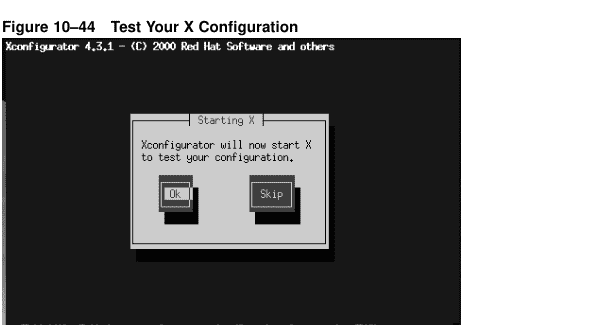 Figure 10–44 Test Your X Configuration
Xconfigurator 4.3.1 - (C) 2000 Red Hat Software and others
Starting X
Xconfigurator will now start X
to test your configuration.
Ok Skip